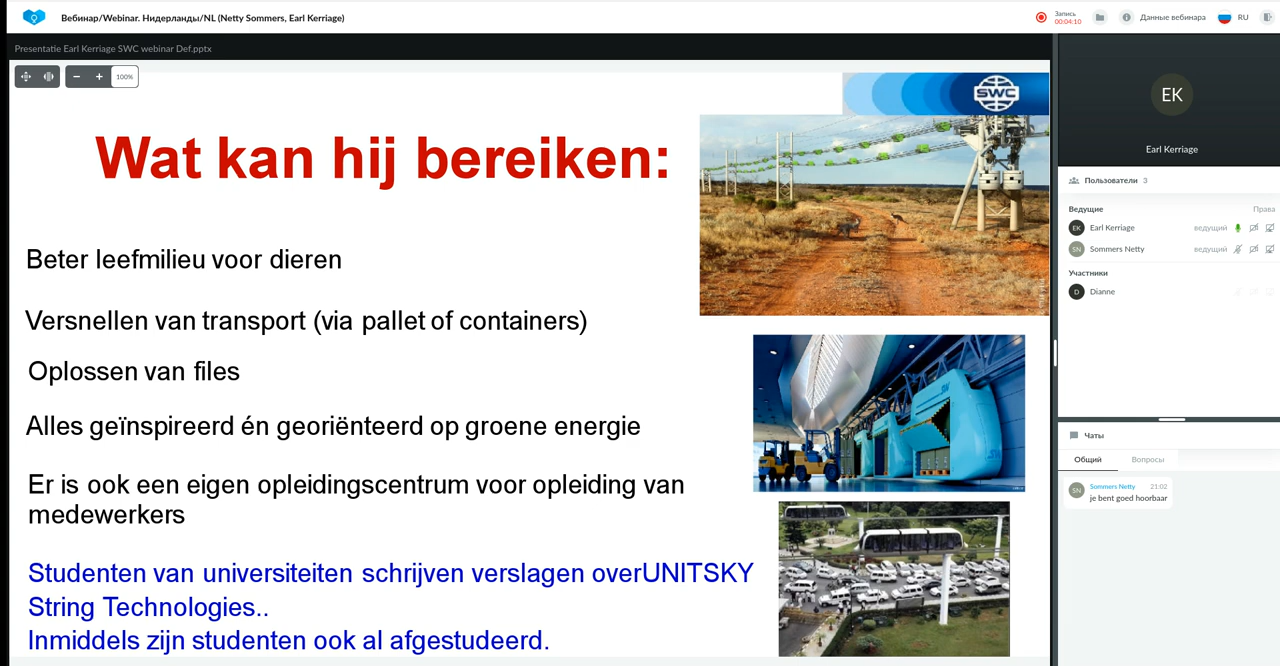 Вебинар/Webinar. Нидерланды/NL (Netty Sommers, Earl Kerriage)
Запись
00:04:10
Данные вебинара
RU
Presentatie Earl Kerriage SWC webinar Def.pptx
100%
SWC
Wat kan hij bereiken:
Beter leefmilieu voor dieren
Versnellen van transport (via pallet of containers)
Oplossen van files
Alles geïnspireerd én georiënteerd op groene energie
Er is ook een eigen opleidingscentrum voor opleiding van
medewerkers
Studenten van universiteiten schrijven verslagen overUNITSKY
String Technologies..
Inmiddels zijn studenten ook al afgestudeerd.
EK
Earl Kerriage
Пользователи 3
Ведущие Права
EK Earl Kerriage ведущий
SN Sommers Netty ведущий
Участники
D Dianne
Чаты
Общий Вопросы
SN Sommers Netty 21:02
je bent goed hoorbaar